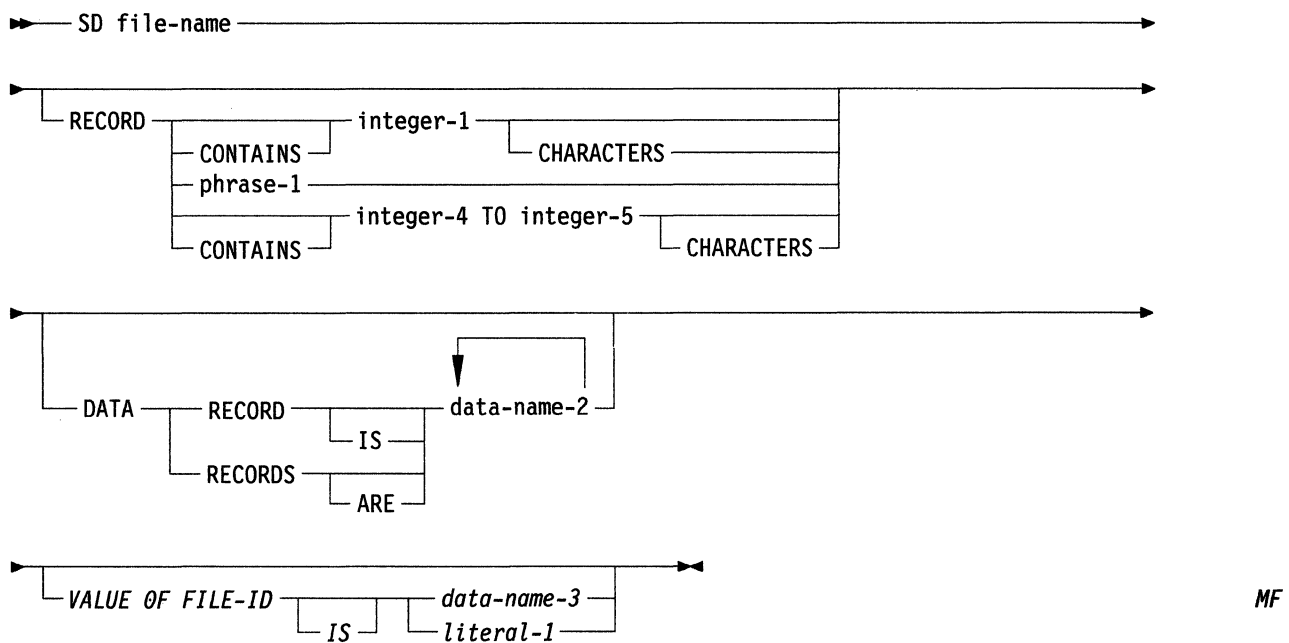 SD file-name
RECORD integer-1
CONTAINS CHARACTERS
phrase-1
integer-4 TO integer-5
CONTAINS CHARACTERS
DATA RECORD data-name-2
IS
RECORDS
ARE
VALUE OF FILE-ID data-name-3 MF
IS literal-1